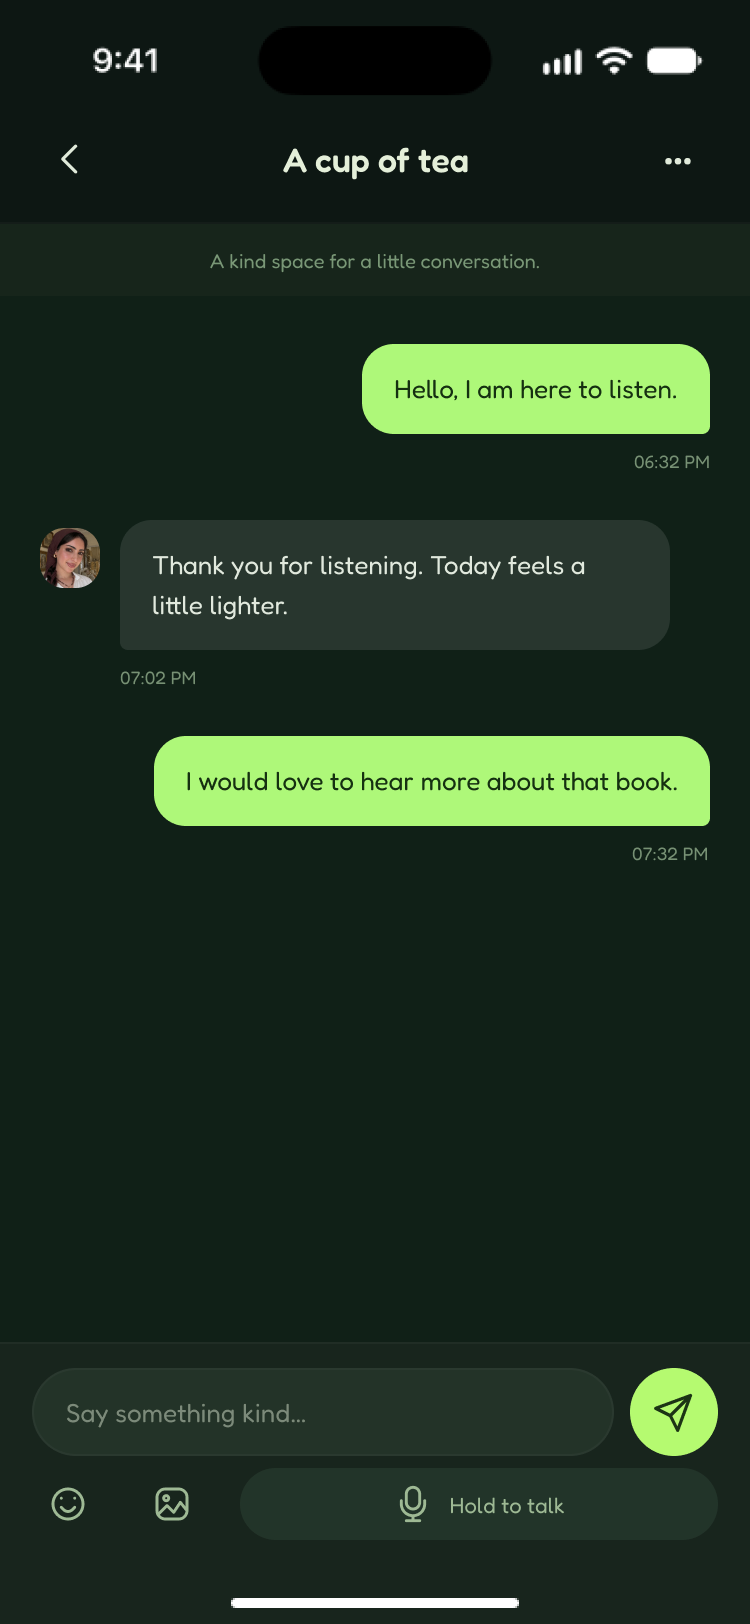 9:41
A cup of tea
A kind space for a little conversation.
Hello, I am here to listen.
06:32 PM
Thank you for listening. Today feels a
little lighter.
07:02 PM
I would love to hear more about that book.
07:32 PM
Say something kind...
Hold to talk